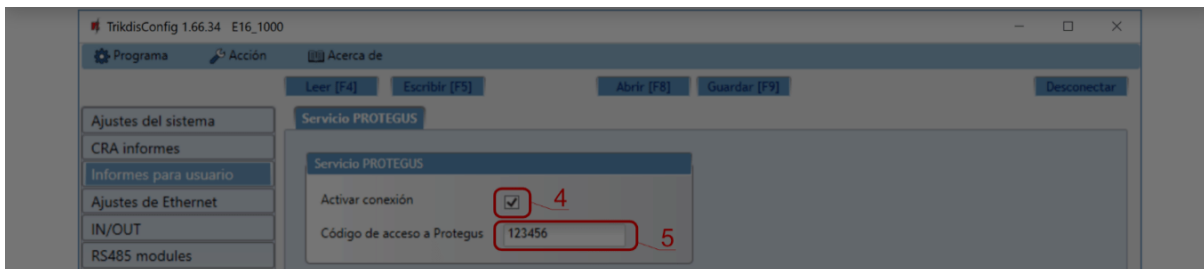 TrikdisConfig 1.66.34 E16_1000
Programa Acción Acerca de
Leer [F4] Escribir [F5] Abrir [F8] Guardar [F9] Desconectar
Ajustes del sistema
Servicio PROTEGUS
CRA informes
Servicio PROTEGUS
Informes para usuario
Ajustes de Ethernet
Activar conexión 4
IN/OUT
Código de acceso a Protegus 123456 5
RS485 modules